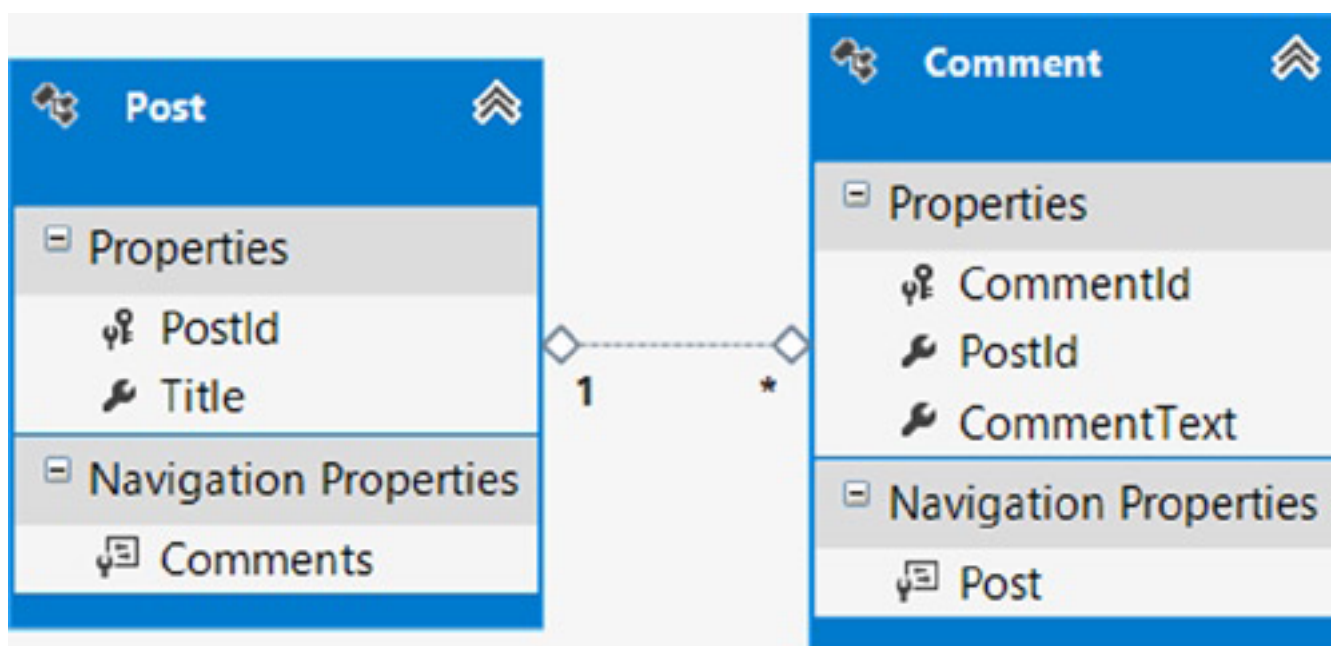 Post
Properties
PostId
Title
Navigation Properties
Comments
1
*
Comment
Properties
CommentId
PostId
CommentText
Navigation Properties
Post